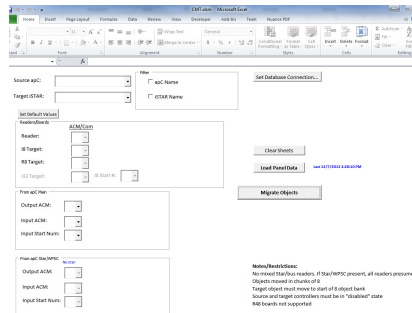 CMT.xlsm - Microsoft Excel
Home Insert Page Layout Formulas Data Review View Developer Add-Ins Team Nuance PDF
Wrap Text General AutoSum
Merge & Center Conditional Formatting Format as Table Cell Styles Insert Delete Format Fill
Clear
Font Alignment Number Styles Cells Editing
Source apC:
Filter
apC Name
Set Database Connection...
Target iSTAR:
iSTAR Name
Set Default Values
Readers/Boards
ACM/Com
Reader:
I8 Target:
Clear Sheets
R8 Target:
Load Panel Data
Last 12/7/2012 3:20:20 PM
I32 Target:
I8 Start #:
Migrate Objects
From apC Main
Output ACM:
Input ACM:
Input Start Num:
From apC Star/WPSC
No star
Output ACM:
Input ACM:
Input Start Num:
Notes/Restrictions:
No mixed Star/bus readers. If Star/WPSC present, all readers presume
Objects moved in chunks of 8
Target object must move to start of 8 object bank
Source and target controllers must be in "disabled" state
R48 boards not supported